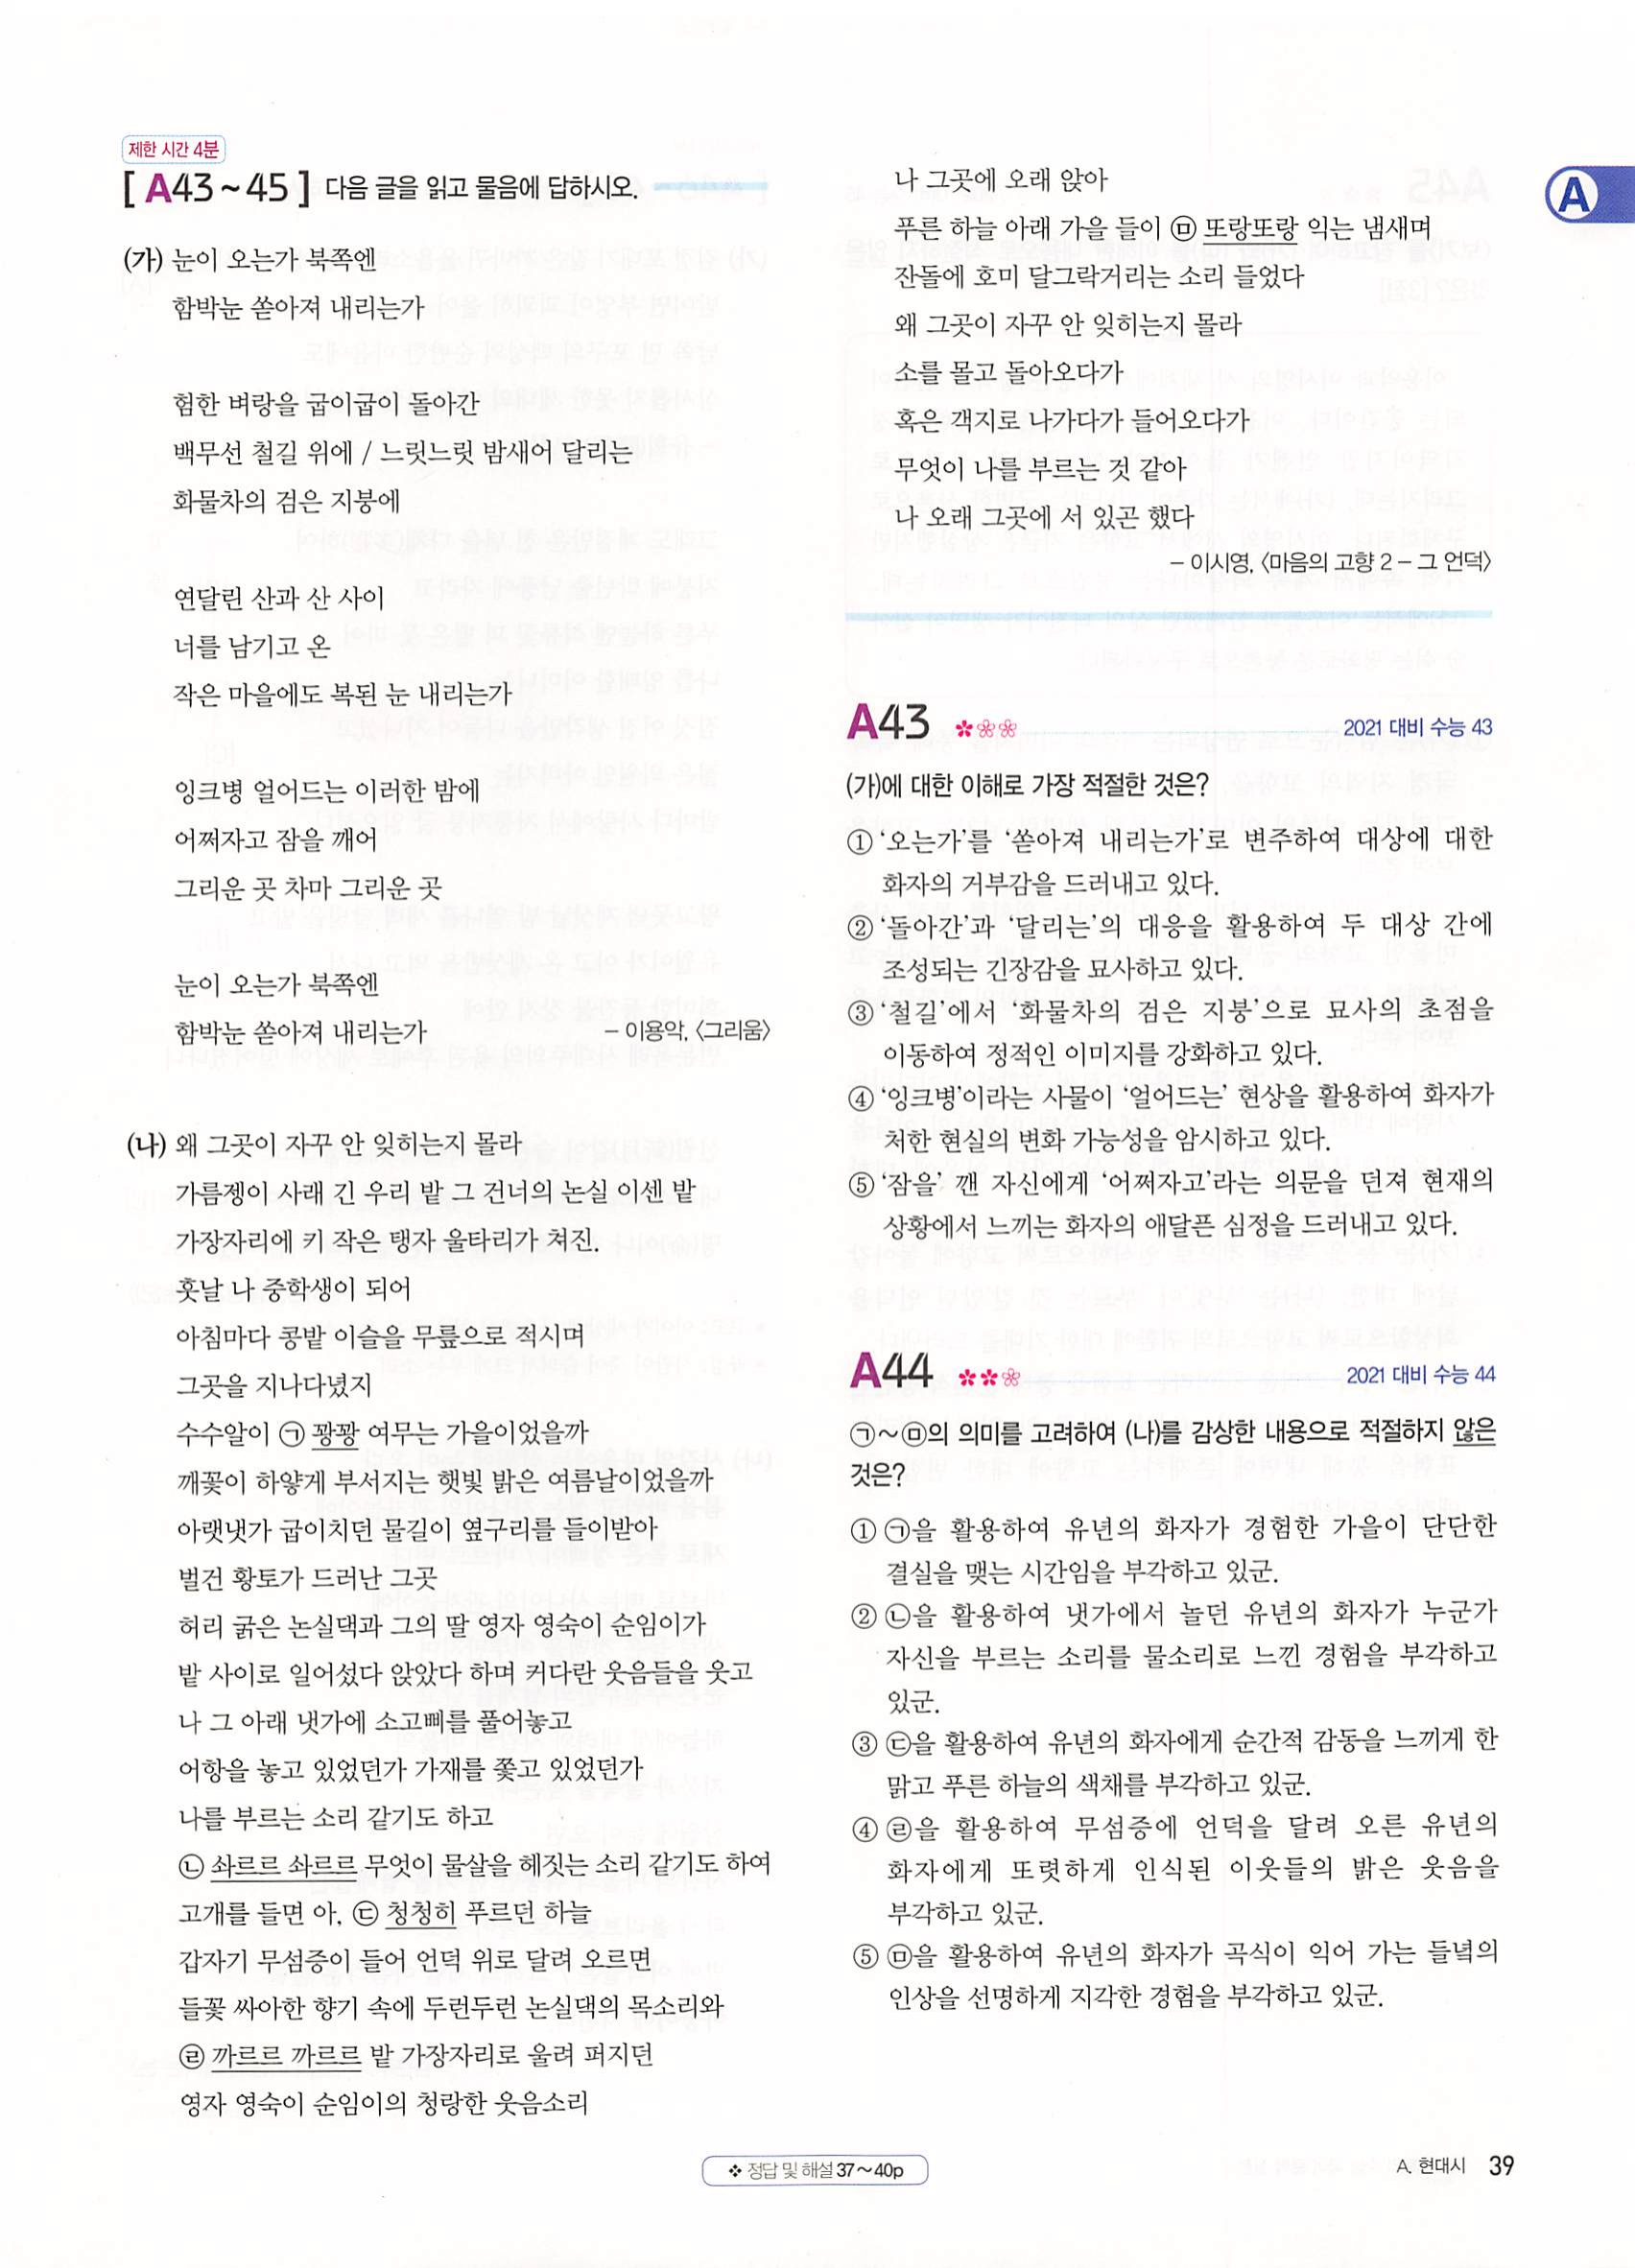 제한 시간 4분
[ A43 ~ 45 ] 다음 글을 읽고 물음에 답하시오.
(가) 눈이 오는가 북쪽엔
함박눈 쏟아져 내리는가
험한 벼랑을 굽이굽이 돌아간
백무선 철길 위에 / 느릿느릿 밤새어 달리는
화물차의 검은 지붕에
연달린 산과 산 사이
너를 남기고 온
작은 마을에도 복된 눈 내리는가
잉크병 얼어드는 이러한 밤에
어쩌자고 잠을 깨어
그리운 곳 차마 그리운 곳
눈이 오는가 북쪽엔
함박눈 쏟아져 내리는가 – 이용악, 〈그리움〉
(나) 왜 그곳이 자꾸 안 잊히는지 몰라
가름젱이 사래 긴 우리 밭 그 건너의 논실 이센 밭
가장자리에 키 작은 탱자 울타리가 쳐진.
훗날 나 중학생이 되어
아침마다 콩밭 이슬을 무릎으로 적시며
그곳을 지나다녔지
수수알이 ㉠ 꽝꽝 여무는 가을이었을까
깨꽃이 하얗게 부서지는 햇빛 밝은 여름날이었을까
아랫냇가 굽이치던 물길이 옆구리를 들이받아
벌건 황토가 드러난 그곳
허리 굵은 논실댁과 그의 딸 영자 영숙이 순임이가
밭 사이로 일어섰다 앉았다 하며 커다란 웃음들을 웃고
나 그 아래 냇가에 소고삐를 풀어놓고
어항을 놓고 있었던가 가재를 쫓고 있었던가
나를 부르는 소리 같기도 하고
㉡ 솨르르 솨르르 무엇이 물살을 헤짓는 소리 같기도 하여
고개를 들면 아, ㉢ 청청히 푸르던 하늘
갑자기 무섬증이 들어 언덕 위로 달려 오르면
들꽃 싸아한 향기 속에 두런두런 논실댁의 목소리와
㉣ 까르르 까르르 밭 가장자리로 울려 퍼지던
영자 영숙이 순임이의 청랑한 웃음소리
나 그곳에 오래 앉아
푸른 하늘 아래 가을 들이 ㉤ 또랑또랑 익는 냄새며
잔돌에 호미 달그락거리는 소리 들었다
왜 그곳이 자꾸 안 잊히는지 몰라
소를 몰고 돌아오다가
혹은 객지로 나가다가 들어오다가
무엇이 나를 부르는 것 같아
나 오래 그곳에 서 있곤 했다
– 이시영, 〈마음의 고향 2 – 그 언덕〉
A43 2021 대비 수능 43
(가)에 대한 이해로 가장 적절한 것은?
① ‘오는가’를 ‘쏟아져 내리는가’로 변주하여 대상에 대한
화자의 거부감을 드러내고 있다.
② ‘돌아간’과 ‘달리는’의 대응을 활용하여 두 대상 간에
조성되는 긴장감을 묘사하고 있다.
③ ‘철길’에서 ‘화물차의 검은 지붕’으로 묘사의 초점을
이동하여 정적인 이미지를 강화하고 있다.
④ ‘잉크병’이라는 사물이 ‘얼어드는’ 현상을 활용하여 화자가
처한 현실의 변화 가능성을 암시하고 있다.
⑤ ‘잠을’ 깬 자신에게 ‘어쩌자고’라는 의문을 던져 현재의
상황에서 느끼는 화자의 애달픈 심정을 드러내고 있다.
A44 2021 대비 수능 44
㉠~㉤의 의미를 고려하여 (나)를 감상한 내용으로 적절하지 않은
것은?
① ㉠을 활용하여 유년의 화자가 경험한 가을이 단단한
결실을 맺는 시간임을 부각하고 있군.
② ㉡을 활용하여 냇가에서 놀던 유년의 화자가 누군가
자신을 부르는 소리를 물소리로 느낀 경험을 부각하고
있군.
③ ㉢을 활용하여 유년의 화자에게 순간적 감동을 느끼게 한
맑고 푸른 하늘의 색채를 부각하고 있군.
④ ㉣을 활용하여 무섬증에 언덕을 달려 오른 유년의
화자에게 또렷하게 인식된 이웃들의 밝은 웃음을
부각하고 있군.
⑤ ㉤을 활용하여 유년의 화자가 곡식이 익어 가는 들녘의
인상을 선명하게 지각한 경험을 부각하고 있군.
A
❖ 정답 및 해설 37~40p
A. 현대시 39